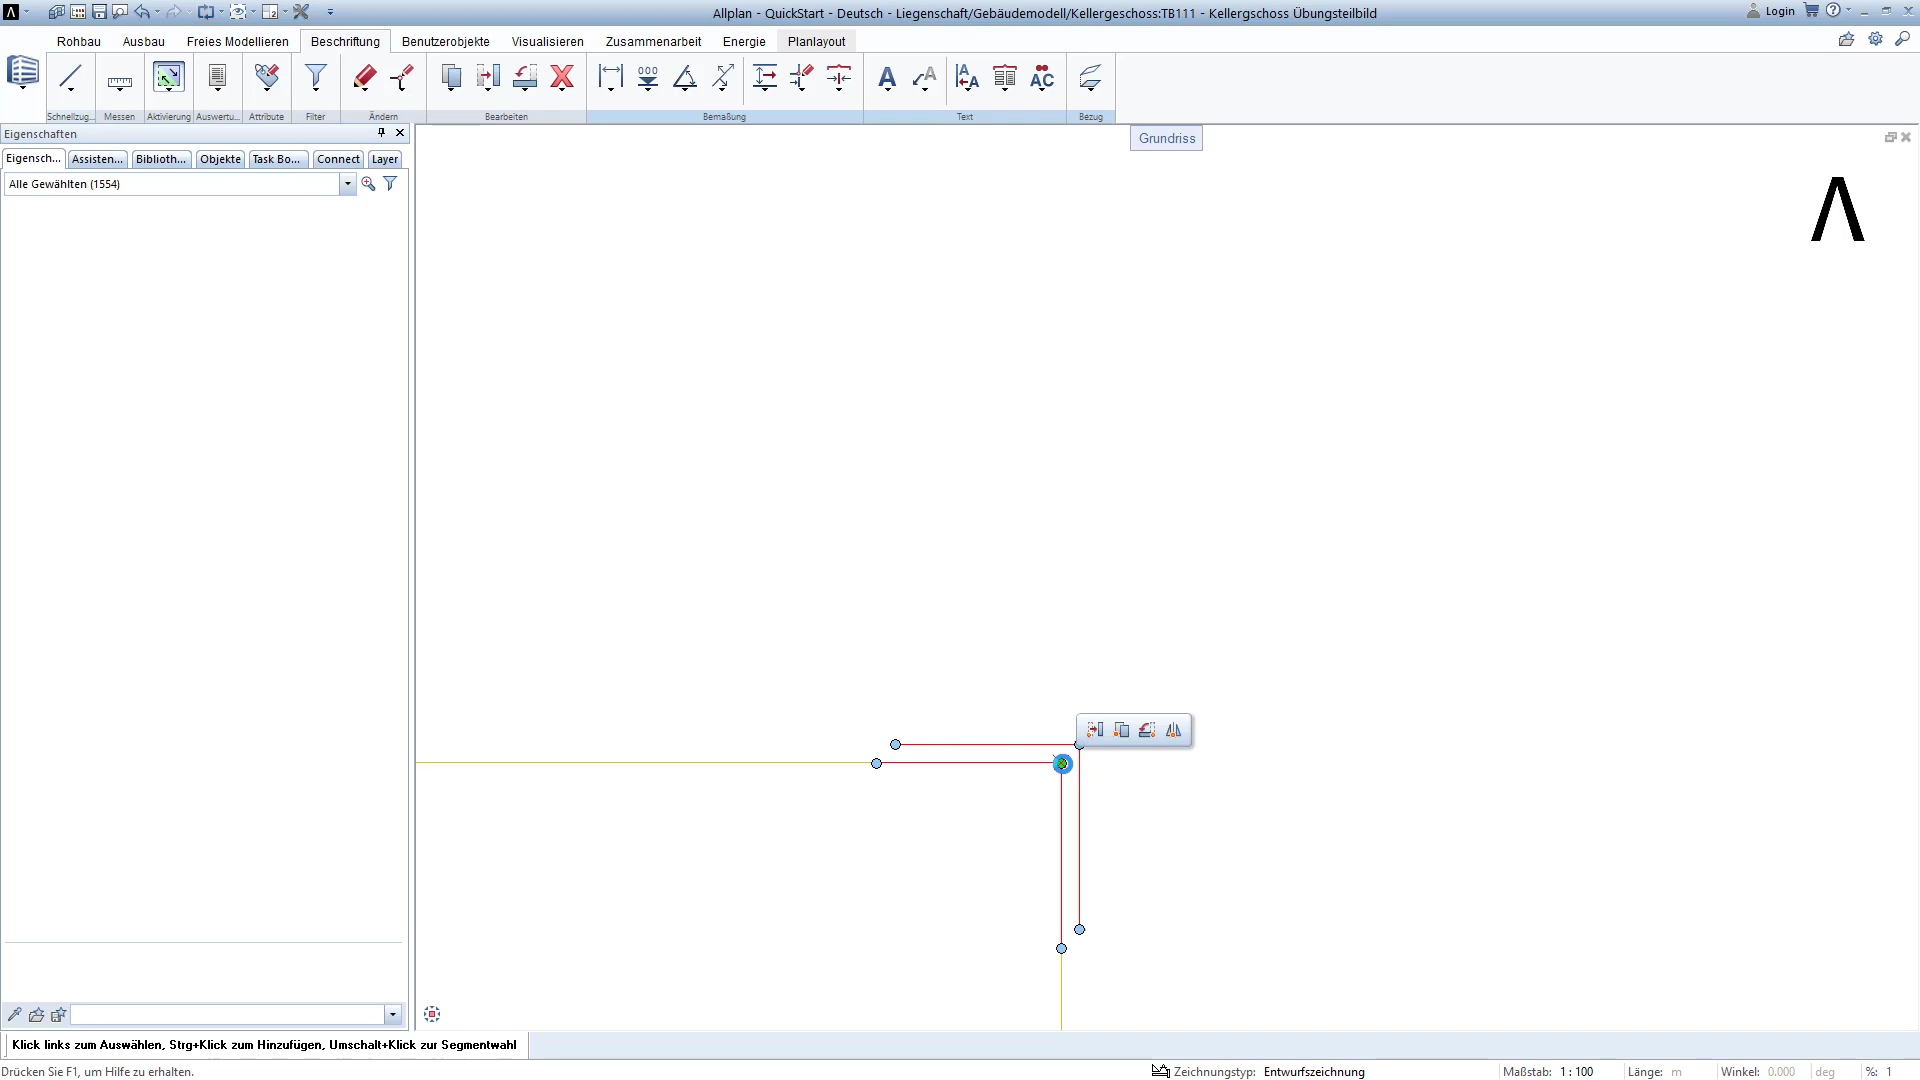 Allplan - QuickStart - Deutsch - Liegenschaft/Gebäudemodell/Kellergeschoss:TB111 - Kellergschoss Übungsteilbild
Login
Rohbau Ausbau Freies Modellieren Beschriftung Benutzerobjekte Visualisieren Zusammenarbeit Energie Planlayout
Schnellzug... Messen Aktivierung Auswertu... Attribute Filter Ändern Bearbeiten Bemaßung Text Bezug
Eigenschaften
Grundriss
Eigensch... Assisten... Biblioth... Objekte Task Bo... Connect Layer
Alle Gewählten (1554)
Klick links zum Auswählen, Strg+Klick zum Hinzufügen, Umschalt+Klick zur Segmentwahl
Drücken Sie F1, um Hilfe zu erhalten.
Zeichnungstyp: Entwurfszeichnung
Maßstab: 1 : 100
Länge: m
Winkel: 0.000 deg
%: 1